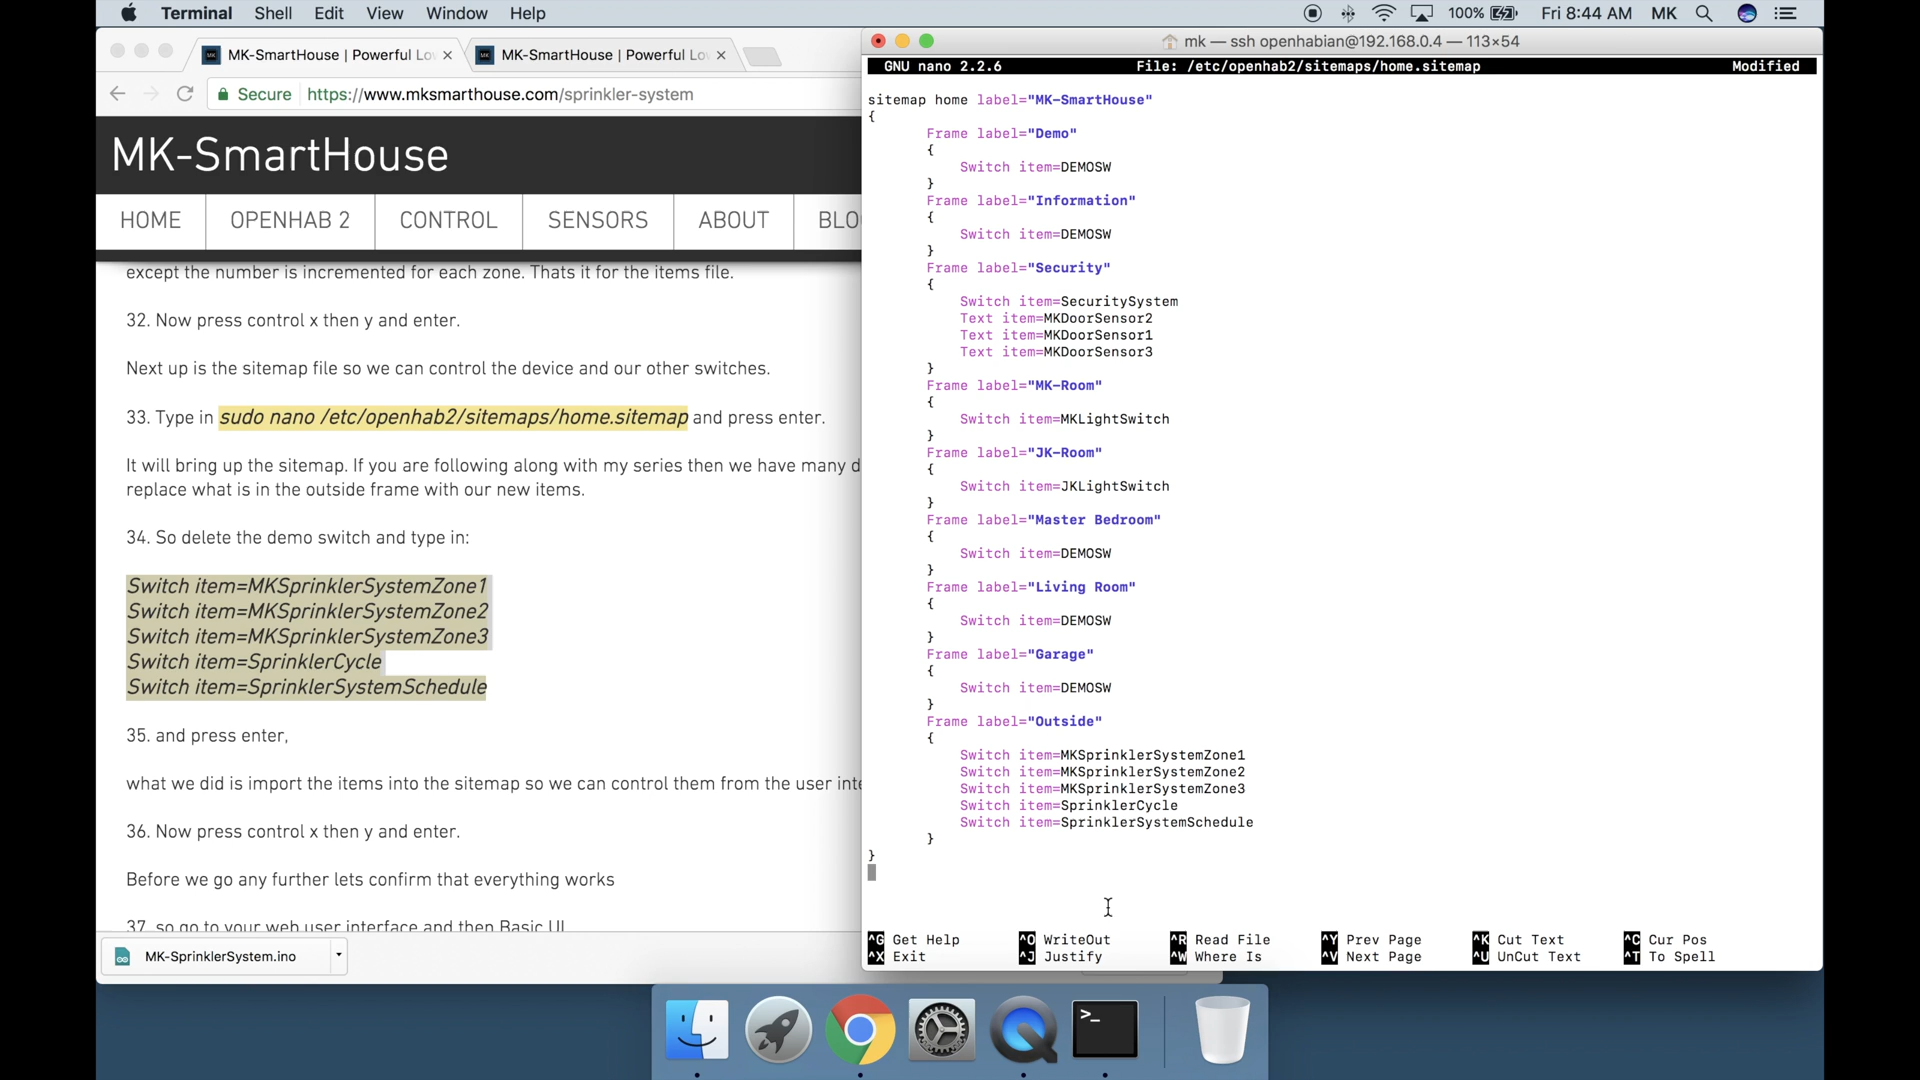 Terminal Shell Edit View Window Help
100% Fri 8:44 AM MK
MK-SmartHouse | Powerful Lo
MK-SmartHouse | Powerful Lo
Secure https://www.mksmarthouse.com/sprinkler-system
MK-SmartHouse
HOME OPENHAB 2 CONTROL SENSORS ABOUT BLO
except the number is incremented for each zone. Thats it for the items file.
32. Now press control x then y and enter.
Next up is the sitemap file so we can control the device and our other switches.
33. Type in sudo nano /etc/openhab2/sitemaps/home.sitemap and press enter.
It will bring up the sitemap. If you are following along with my series then we have many d
replace what is in the outside frame with our new items.
34. So delete the demo switch and type in:
Switch item=MKSprinklerSystemZone1
Switch item=MKSprinklerSystemZone2
Switch item=MKSprinklerSystemZone3
Switch item=SprinklerCycle
Switch item=SprinklerSystemSchedule
35. and press enter,
what we did is import the items into the sitemap so we can control them from the user inte
36. Now press control x then y and enter.
Before we go any further lets confirm that everything works
37. so go to your web user interface and then Basic UI
MK-SprinklerSystem.ino
mk — ssh openhabian@192.168.0.4 — 113×54
GNU nano 2.2.6 File: /etc/openhab2/sitemaps/home.sitemap Modified
sitemap home label="MK-SmartHouse"
{
Frame label="Demo"
{
Switch item=DEMOSW
}
Frame label="Information"
{
Switch item=DEMOSW
}
Frame label="Security"
{
Switch item=SecuritySystem
Text item=MKDoorSensor2
Text item=MKDoorSensor1
Text item=MKDoorSensor3
}
Frame label="MK-Room"
{
Switch item=MKLightSwitch
}
Frame label="JK-Room"
{
Switch item=JKLightSwitch
}
Frame label="Master Bedroom"
{
Switch item=DEMOSW
}
Frame label="Living Room"
{
Switch item=DEMOSW
}
Frame label="Garage"
{
Switch item=DEMOSW
}
Frame label="Outside"
{
Switch item=MKSprinklerSystemZone1
Switch item=MKSprinklerSystemZone2
Switch item=MKSprinklerSystemZone3
Switch item=SprinklerCycle
Switch item=SprinklerSystemSchedule
}
}
^G Get Help ^O WriteOut ^R Read File ^Y Prev Page ^K Cut Text ^C Cur Pos
^X Exit ^J Justify ^W Where Is ^V Next Page ^U UnCut Text ^T To Spell
>_